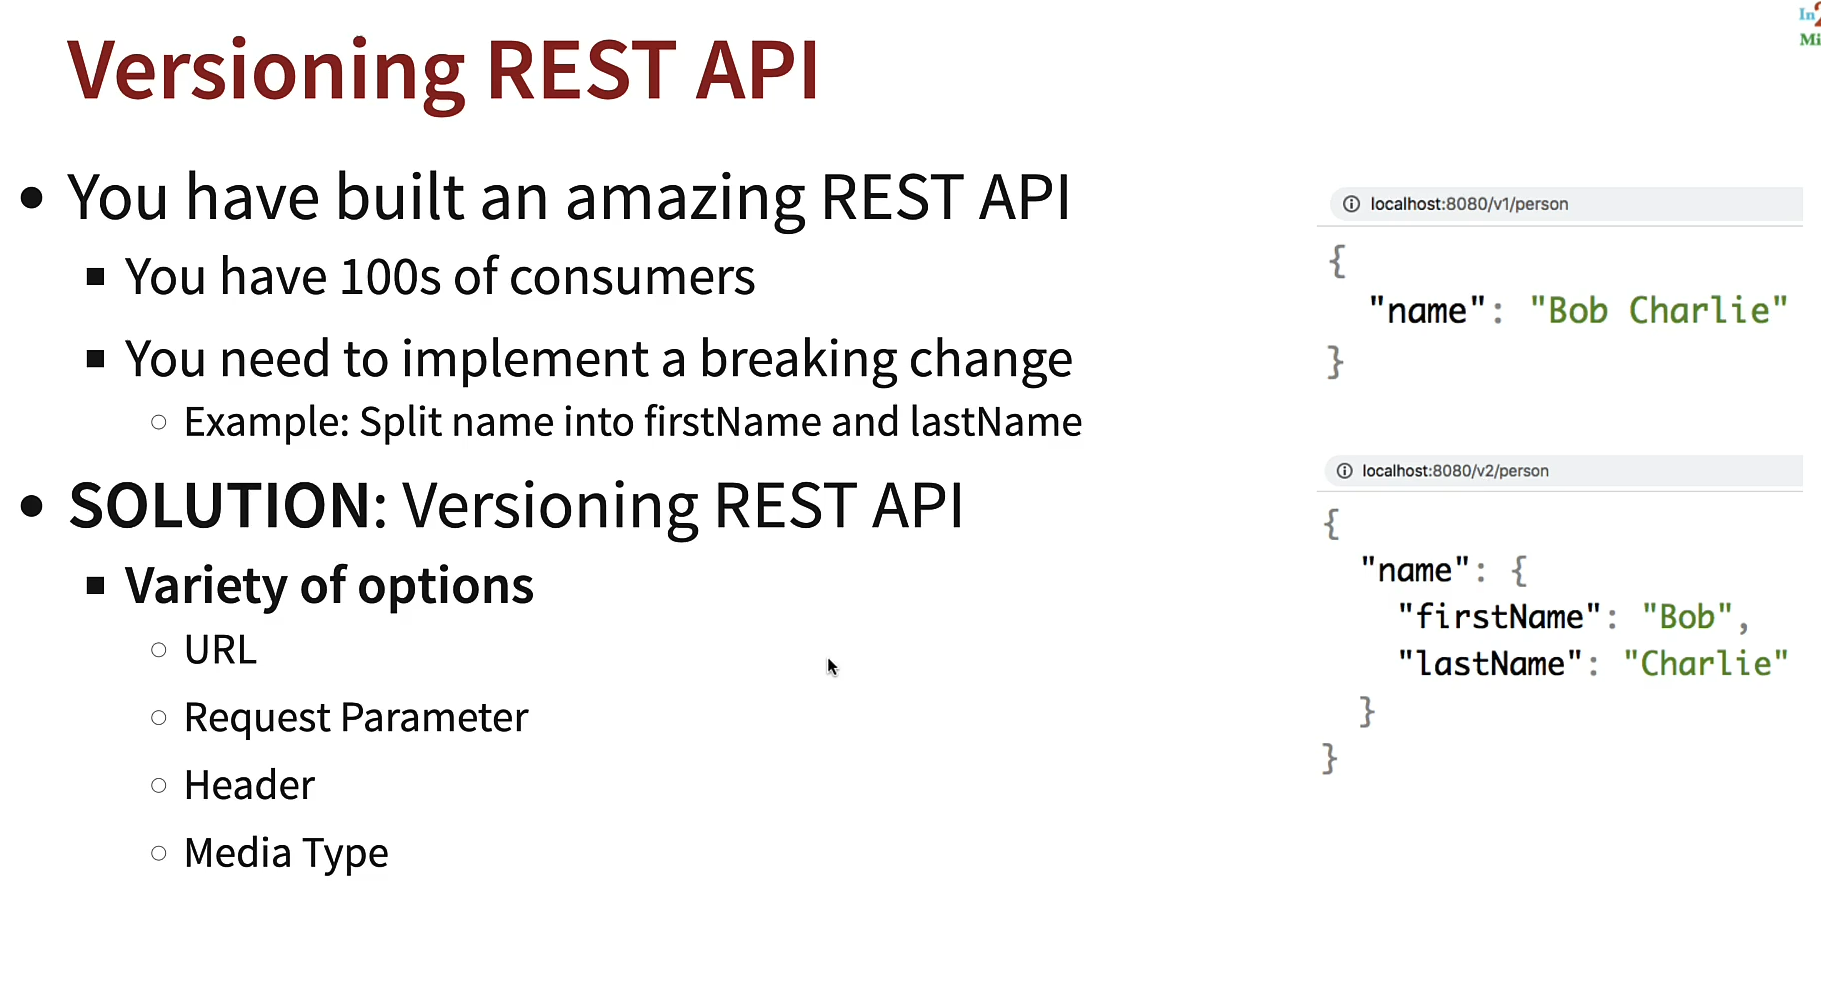 Versioning REST API
• You have built an amazing REST API
▪ You have 100s of consumers
▪ You need to implement a breaking change
○ Example: Split name into firstName and lastName
• SOLUTION: Versioning REST API
▪ Variety of options
○ URL
○ Request Parameter
○ Header
○ Media Type
localhost:8080/v1/person
{
"name": "Bob Charlie"
}
localhost:8080/v2/person
{
"name": {
"firstName": "Bob",
"lastName": "Charlie"
}
}